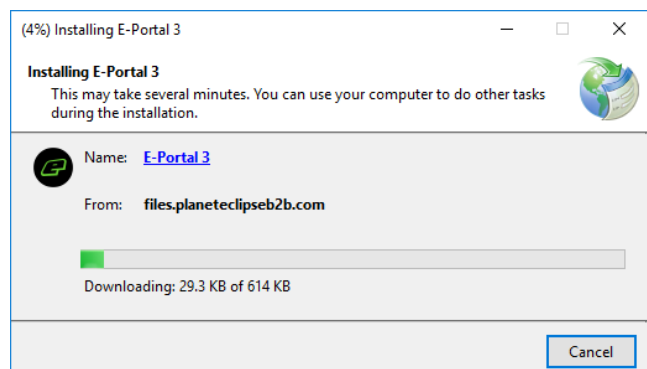 (4%) Installing E-Portal 3
Installing E-Portal 3
This may take several minutes. You can use your computer to do other tasks
during the installation.
Name: E-Portal 3
From: files.planeteclipseb2b.com
Downloading: 29.3 KB of 614 KB
Cancel